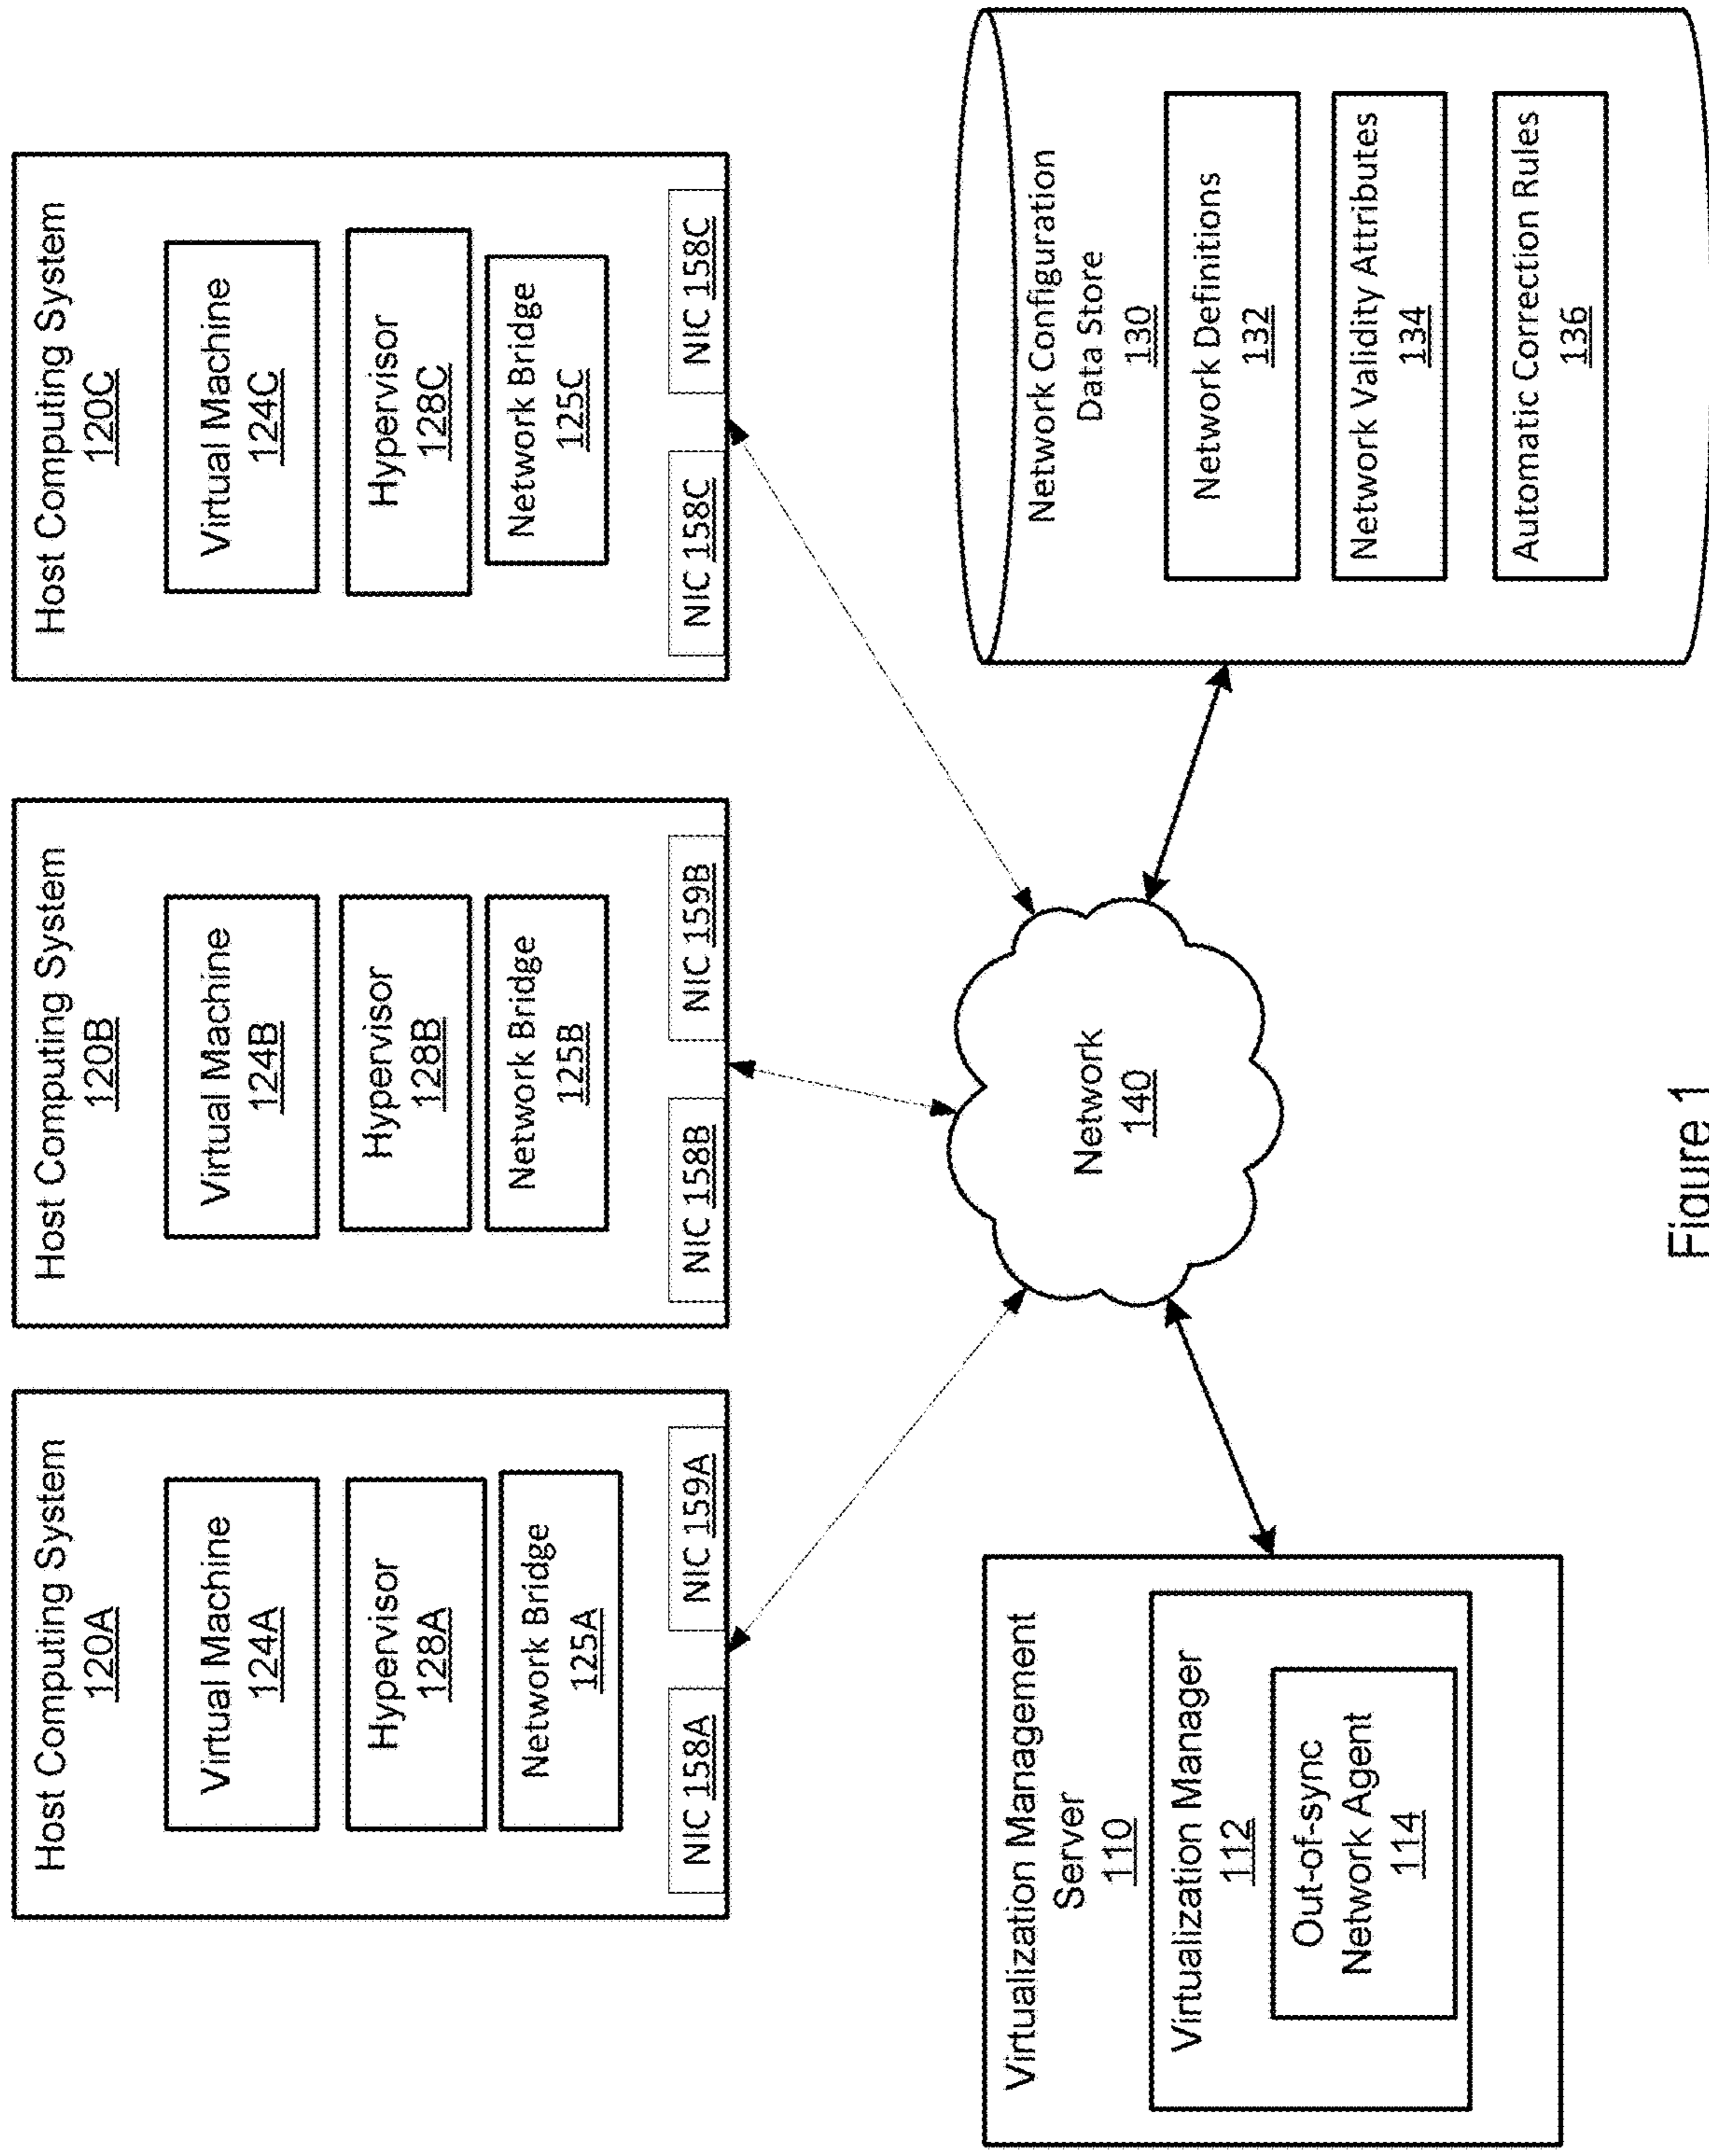 Host Computing System
120A
Virtual Machine
124A
Hypervisor
128A
Network Bridge
125A
NIC 158A
NIC 159A
Host Computing System
120B
Virtual Machine
124B
Hypervisor
128B
Network Bridge
125B
NIC 158B
NIC 159B
Host Computing System
120C
Virtual Machine
124C
Hypervisor
128C
Network Bridge
125C
NIC 158C
NIC 158C
Virtualization Management
Server
110
Virtualization Manager
112
Out-of-sync
Network Agent
114
Network
140
Network Configuration
Data Store
130
Network Definitions
132
Network Validity Attributes
134
Automatic Correction Rules
136
Figure 1